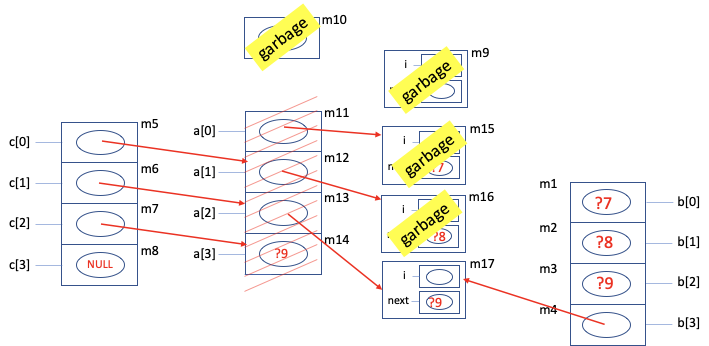 m10
garbage
m9
i
garbage
m11
a[0]
m5
c[0]
m15
i
garbage
?7
m12
a[1]
m6
c[1]
m16
i
garbage
?8
m13
a[2]
m7
c[2]
m14
a[3]
?9
m8
c[3]
NULL
m17
i
next
?9
m1
?7
b[0]
m2
?8
b[1]
m3
?9
b[2]
m4
b[3]